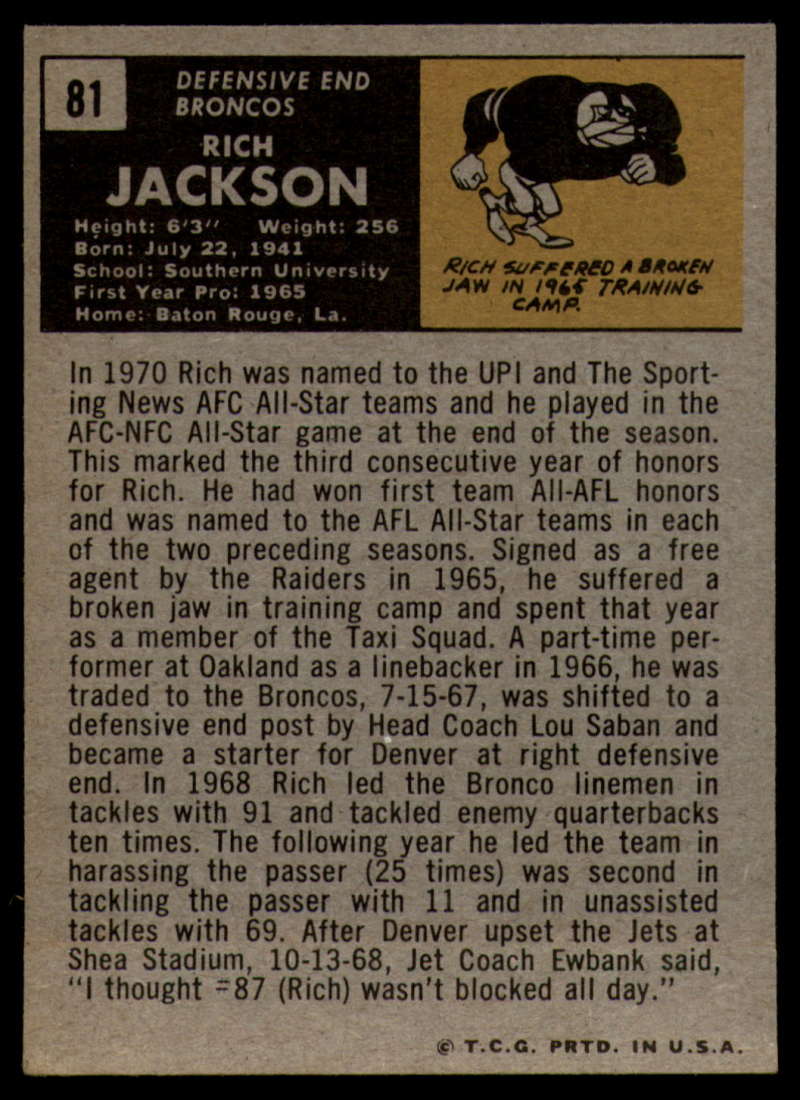 81
DEFENSIVE END
BRONCOS
RICH
JACKSON
Height: 6'3" Weight: 256
Born: July 22, 1941
School: Southern University
First Year Pro: 1965
Home: Baton Rouge, La.
RICH SUFFERED A BROKEN
JAW IN 1965 TRAINING
CAMP.
In 1970 Rich was named to the UPI and The Sport-
ing News AFC All-Star teams and he played in the
AFC-NFC All-Star game at the end of the season.
This marked the third consecutive year of honors
for Rich. He had won first team All-AFL honors
and was named to the AFL All-Star teams in each
of the two preceding seasons. Signed as a free
agent by the Raiders in 1965, he suffered a
broken jaw in training camp and spent that year
as a member of the Taxi Squad. A part-time per-
former at Oakland as a linebacker in 1966, he was
traded to the Broncos, 7-15-67, was shifted to a
defensive end post by Head Coach Lou Saban and
became a starter for Denver at right defensive
end. In 1968 Rich led the Bronco linemen in
tackles with 91 and tackled enemy quarterbacks
ten times. The following year he led the team in
harassing the passer (25 times) was second in
tackling the passer with 11 and in unassisted
tackles with 69. After Denver upset the Jets at
Shea Stadium, 10-13-68, Jet Coach Ewbank said,
"I thought #87 (Rich) wasn't blocked all day."
© T.C.G. PRTD. IN U.S.A.